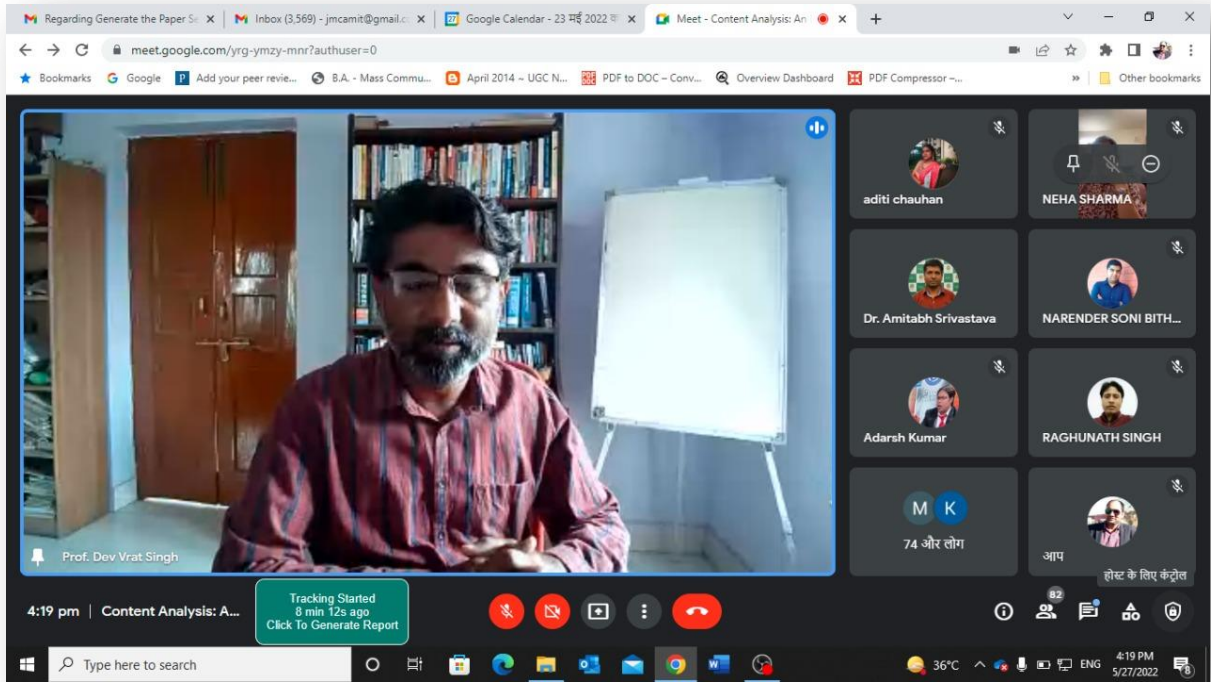 Regarding Generate the Paper Se
Inbox (3,569) - jmcamit@gmail.c
Google Calendar - 23 मई 2022 क
Meet - Content Analysis: An
meet.google.com/yrg-ymzy-mnr?authuser=0
Bookmarks Google Add your peer revie... B.A. - Mass Commu... April 2014 ~ UGC N... PDF to DOC – Conv... Overview Dashboard PDF Compressor –... » Other bookmarks
aditi chauhan
NEHA SHARMA
Dr. Amitabh Srivastava
NARENDER SONI BITH...
Adarsh Kumar
RAGHUNATH SINGH
M K
74 और लोग
आप
Prof. Dev Vrat Singh
होस्ट के लिए कंट्रोल
4:19 pm | Content Analysis: A...
Tracking Started
8 min 12s ago
Click To Generate Report
82
Type here to search
36°C
ENG
4:19 PM
5/27/2022
8